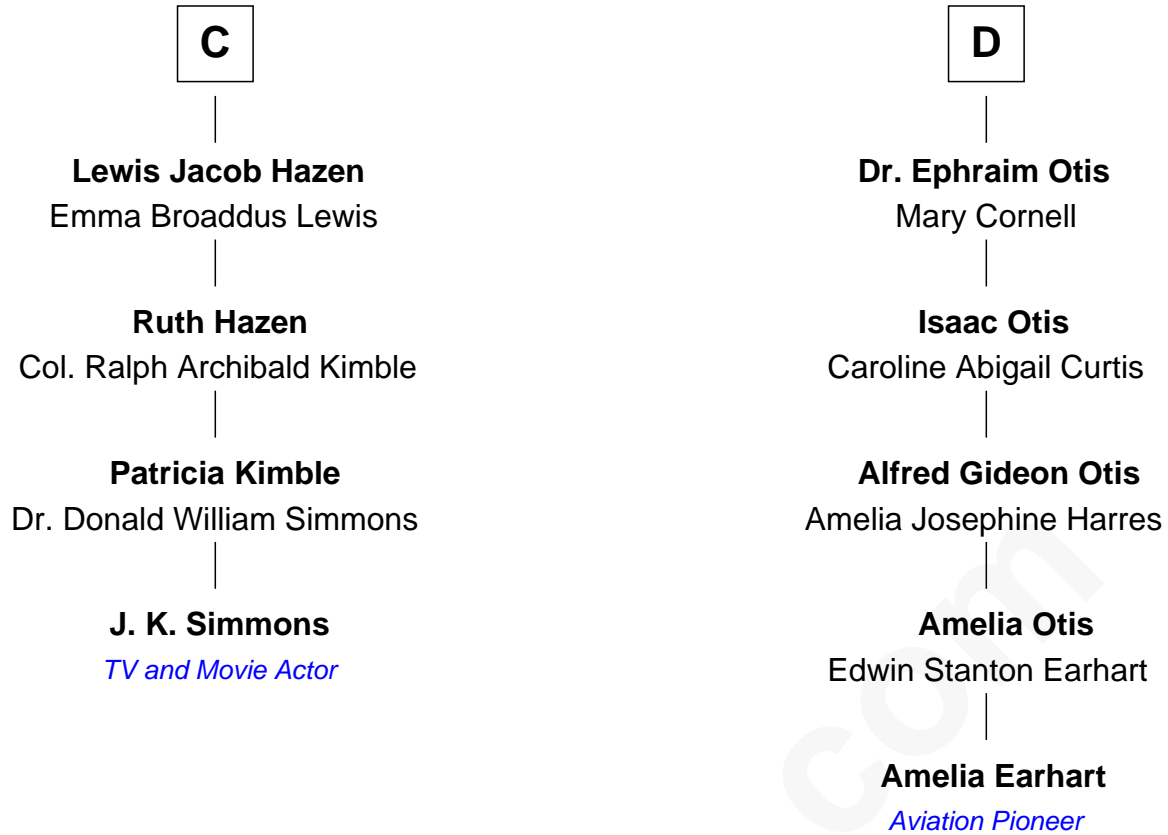 C
Lewis Jacob Hazen
Emma Broaddus Lewis
Ruth Hazen
Col. Ralph Archibald Kimble
Patricia Kimble
Dr. Donald William Simmons
J. K. Simmons
TV and Movie Actor
D
Dr. Ephraim Otis
Mary Cornell
Isaac Otis
Caroline Abigail Curtis
Alfred Gideon Otis
Amelia Josephine Harres
Amelia Otis
Edwin Stanton Earhart
Amelia Earhart
Aviation Pioneer
com